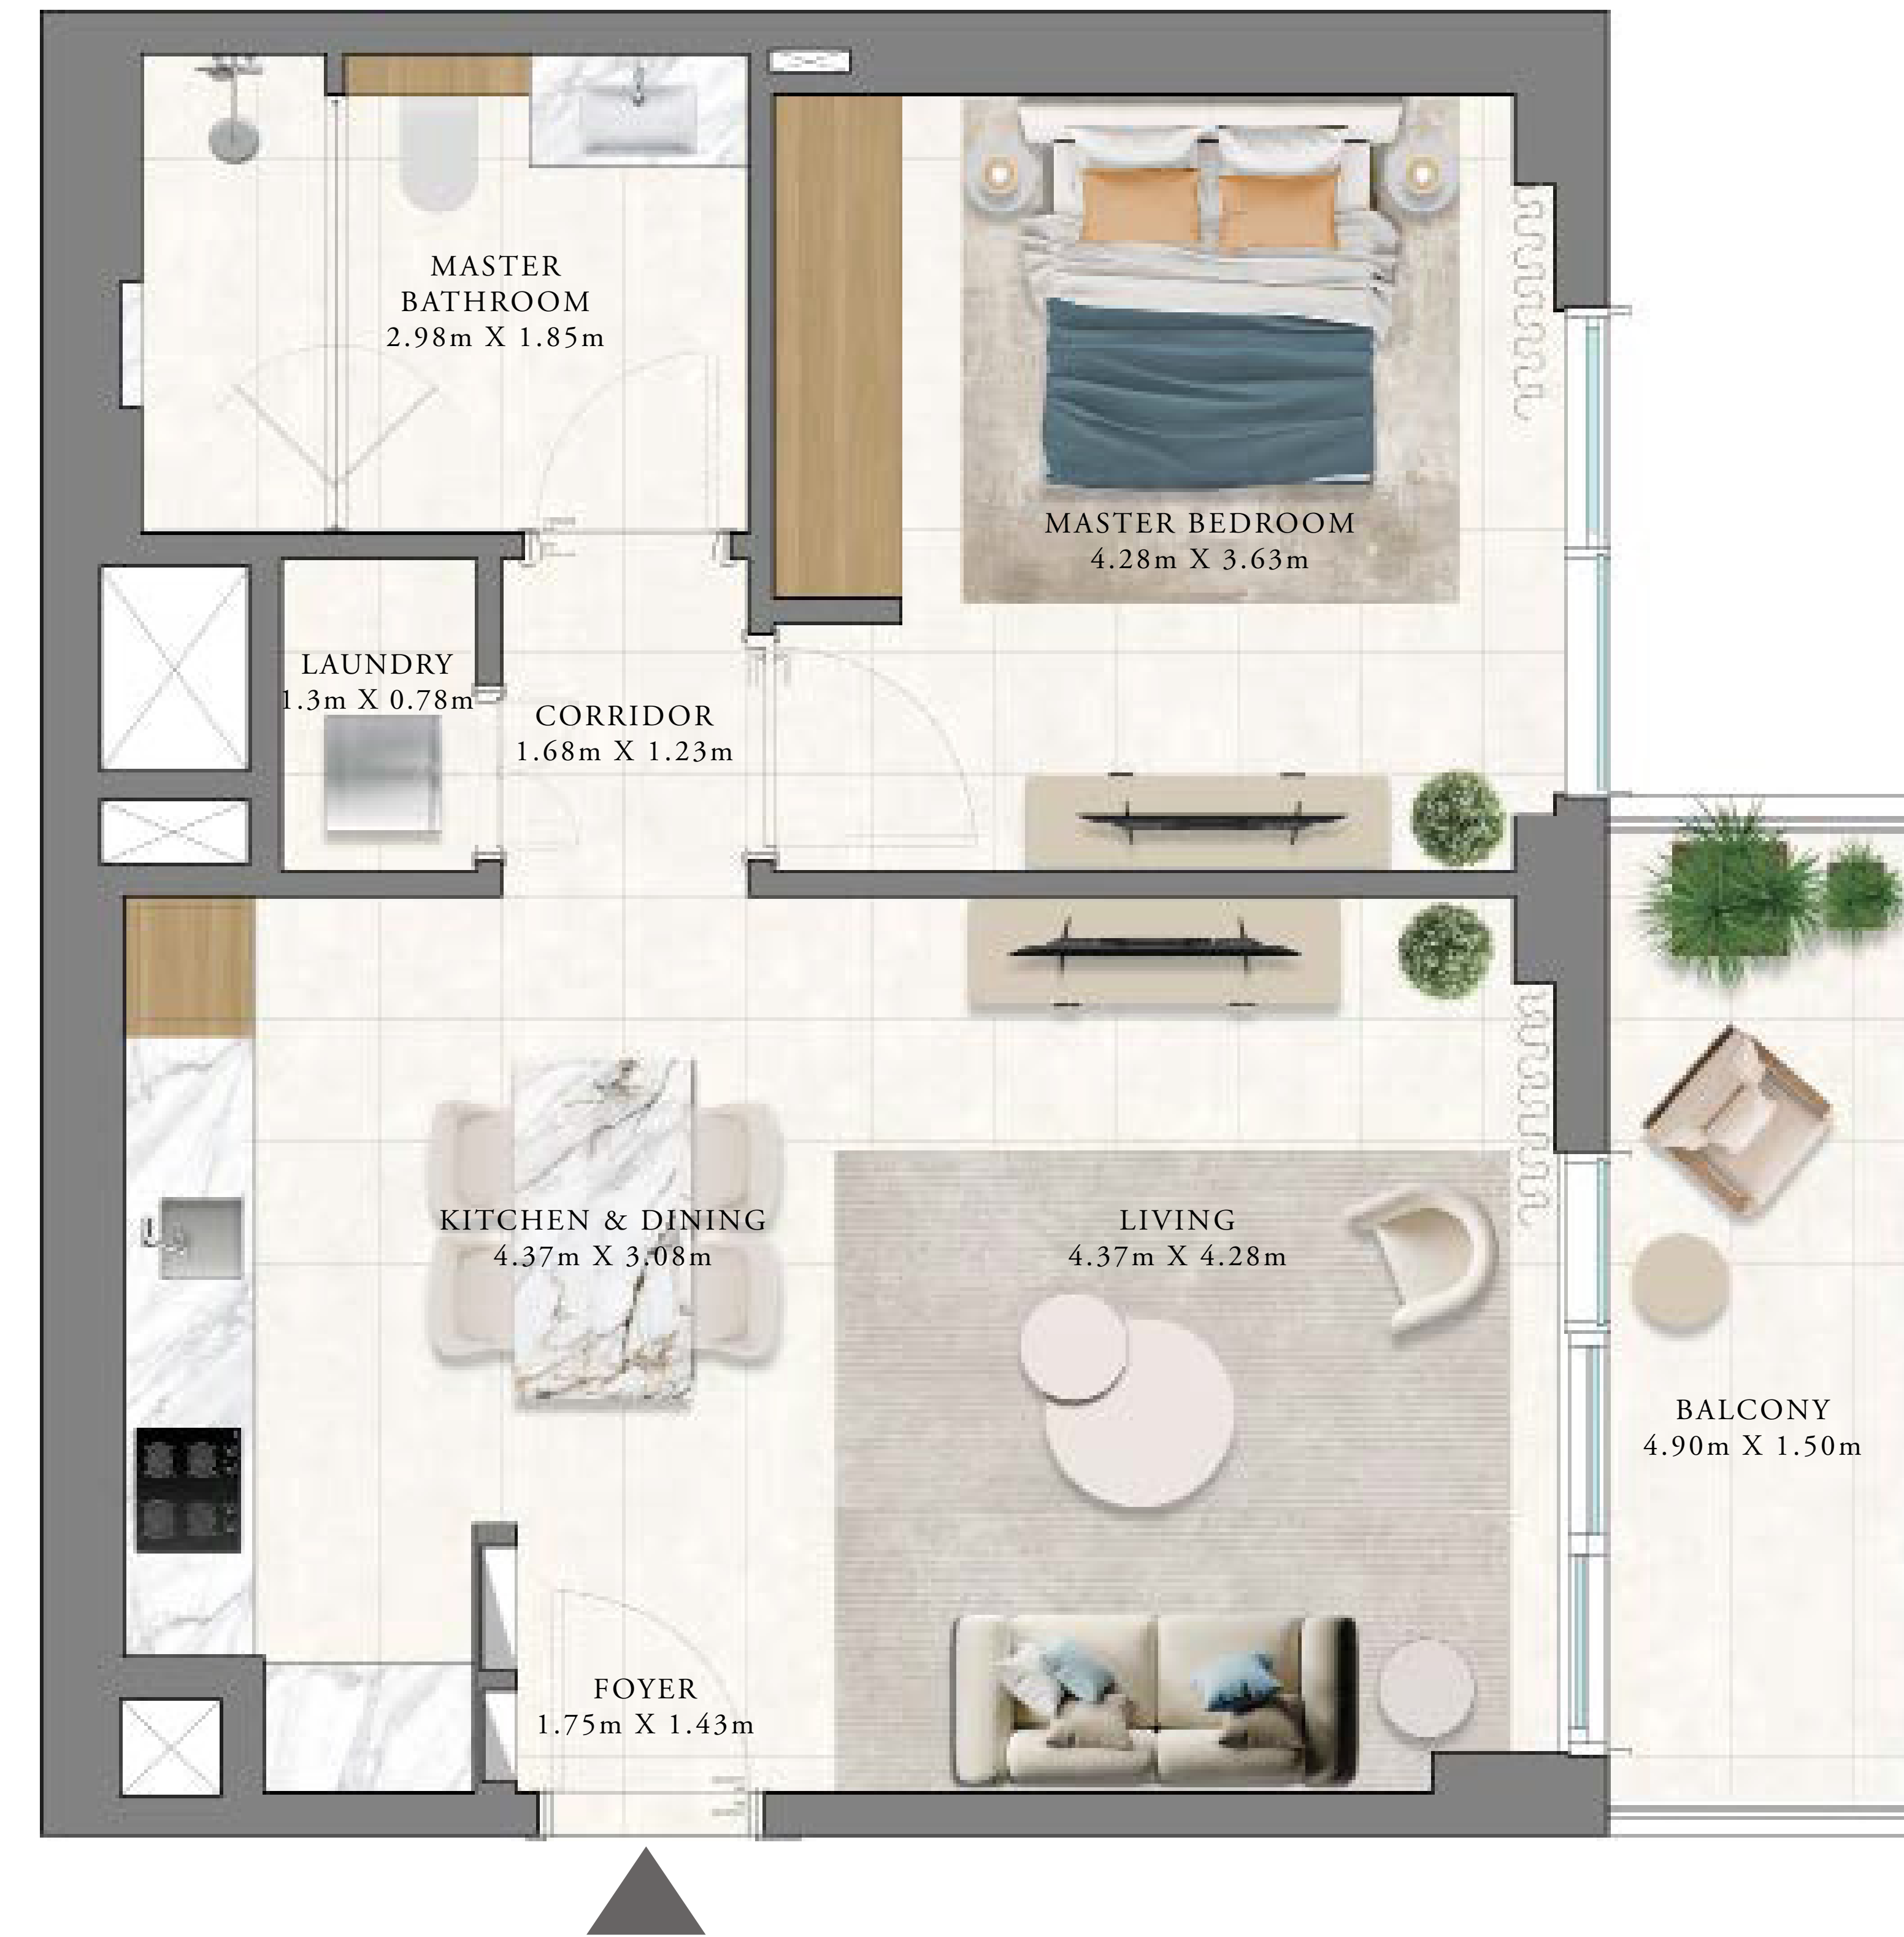 MASTER
BATHROOM
2.98m X 1.85m
MASTER BEDROOM
4.28m X 3.63m
LAUNDRY
1.3m X 0.78m
CORRIDOR
1.68m X 1.23m
KITCHEN & DINING
4.37m X 3.08m
LIVING
4.37m X 4.28m
BALCONY
4.90m X 1.50m
FOYER
1.75m X 1.43m